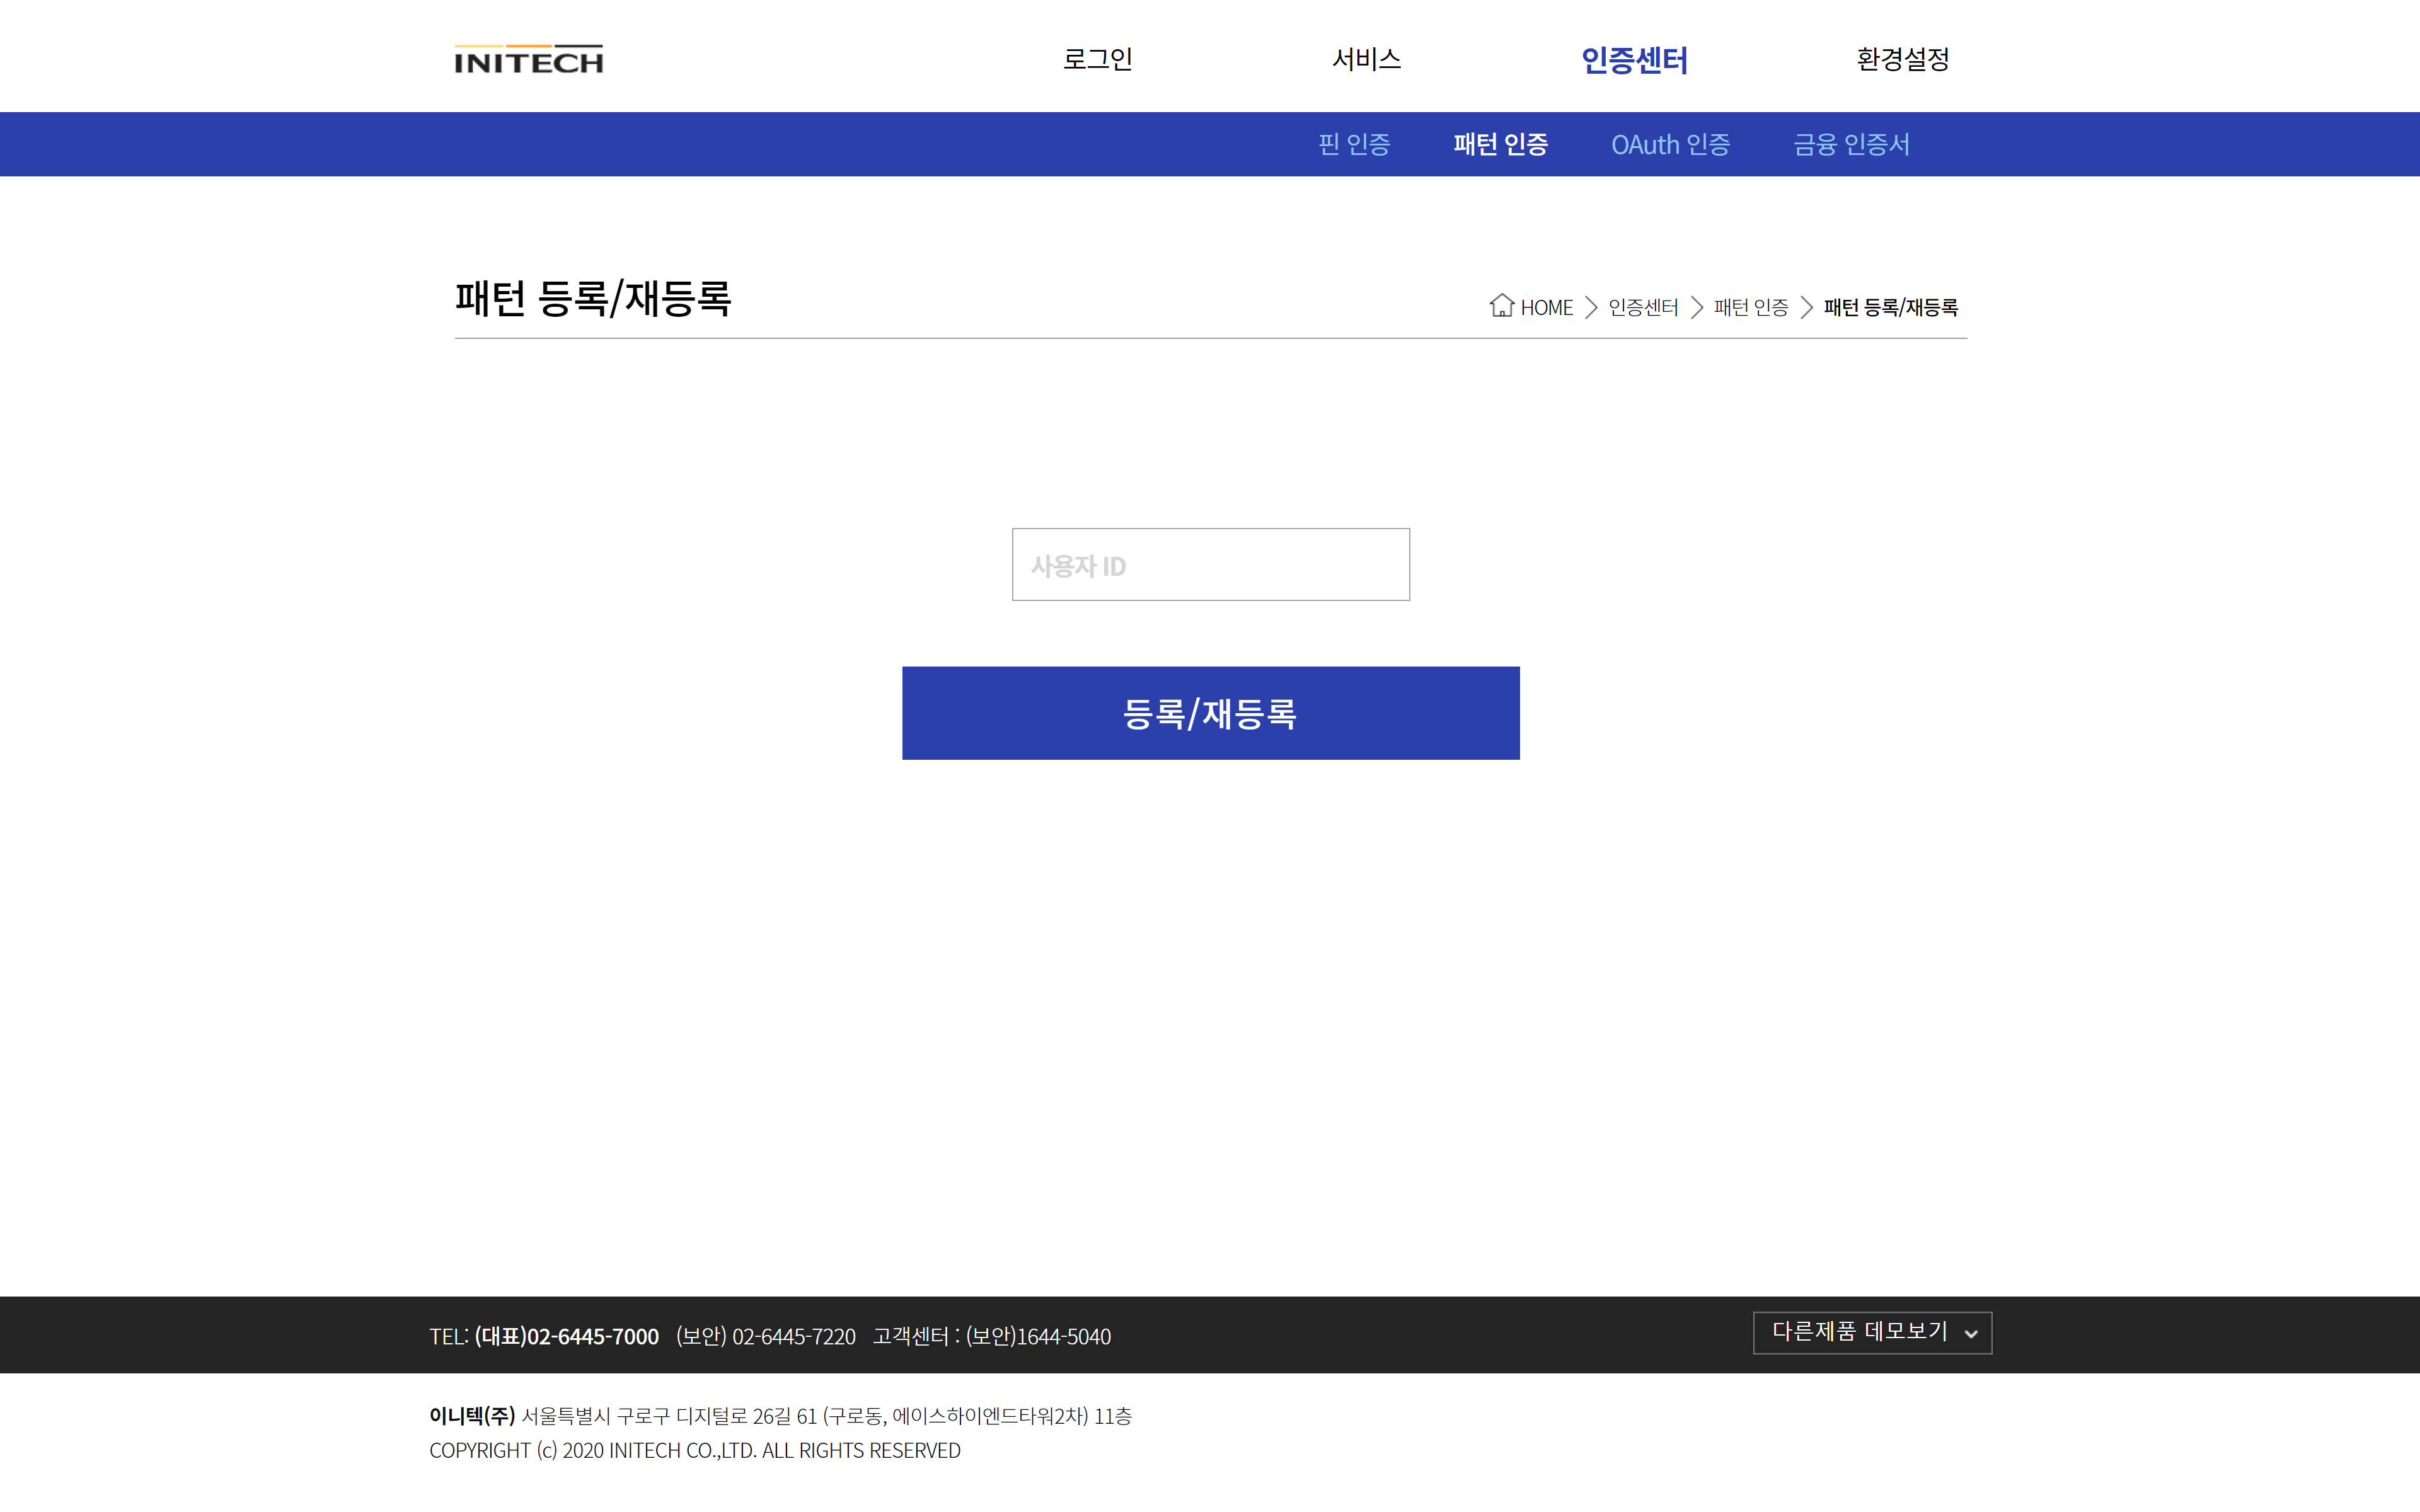 INITECH
로그인 서비스 인증센터 환경설정
핀 인증 패턴 인증 OAuth 인증 금융 인증서
패턴 등록/재등록
HOME 인증센터 패턴 인증 패턴 등록/재등록
사용자 ID
등록/재등록
TEL: (대표)02-6445-7000 (보안) 02-6445-7220 고객센터 : (보안)1644-5040
다른제품 데모보기
이니텍(주) 서울특별시 구로구 디지털로 26길 61 (구로동, 에이스하이엔드타워2차) 11층
COPYRIGHT (c) 2020 INITECH CO.,LTD. ALL RIGHTS RESERVED